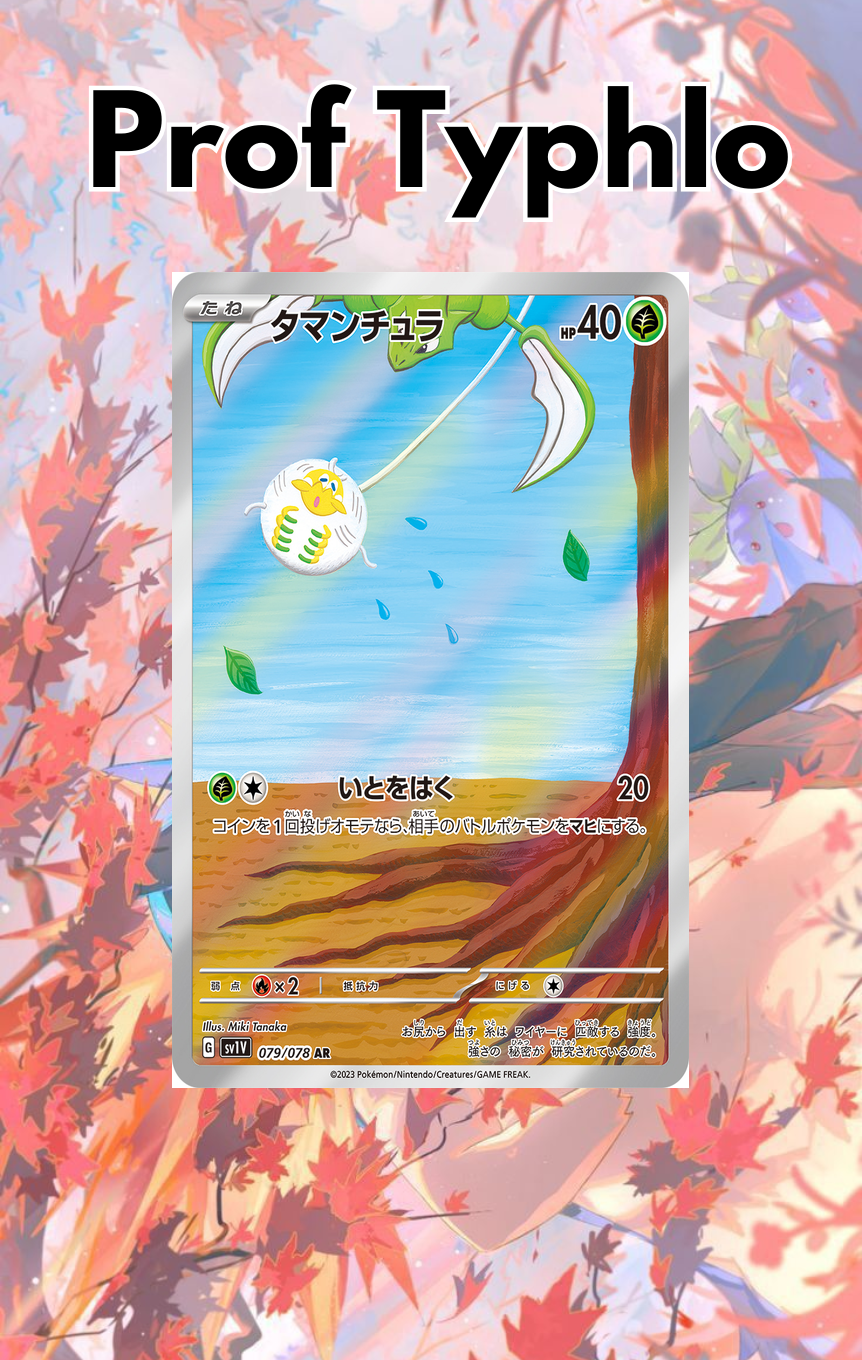 Prof Typhlo
たね
タマンチュラ
HP40
いとをはく 20
コインを1回投げオモテなら、相手のバトルポケモンをマヒにする。
弱点 ×2 抵抗力 にげる
Illus. Miki Tanaka
お尻から 出す 糸は ワイヤーに 匹敵する 強度。
強さの 秘密が 研究されているのだ。
G sv1V 079/078 AR
©2023 Pokémon/Nintendo/Creatures/GAME FREAK.